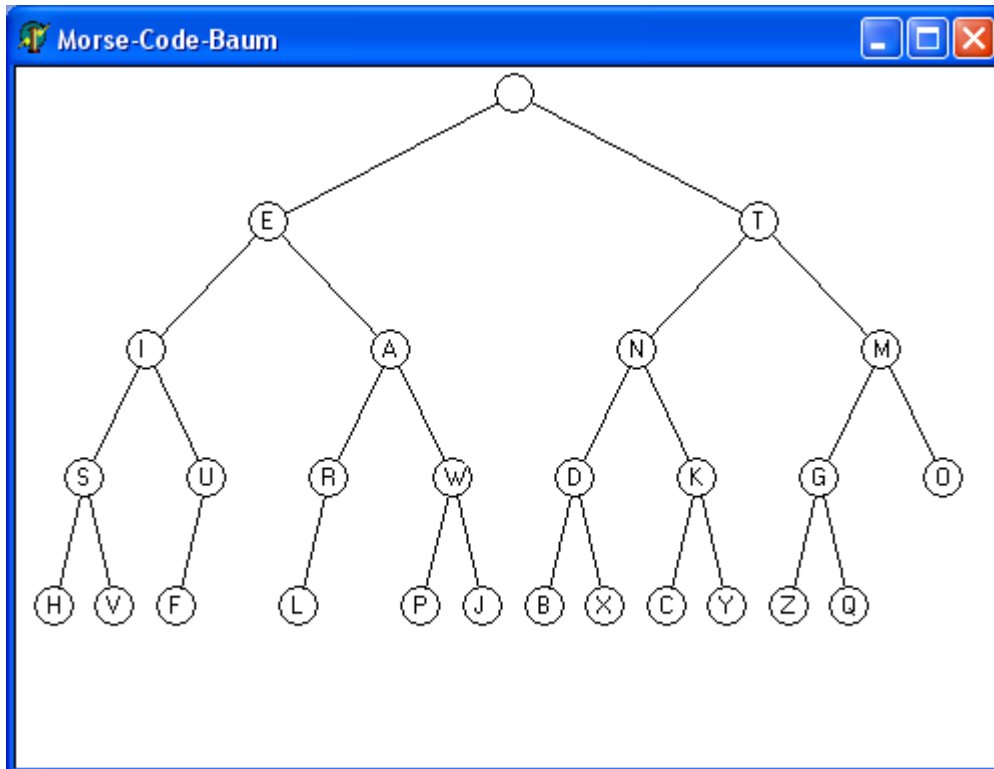 Morse-Code-Baum
E T
I A N M
S U R W D K G O
H V F L P J B X C Y Z Q